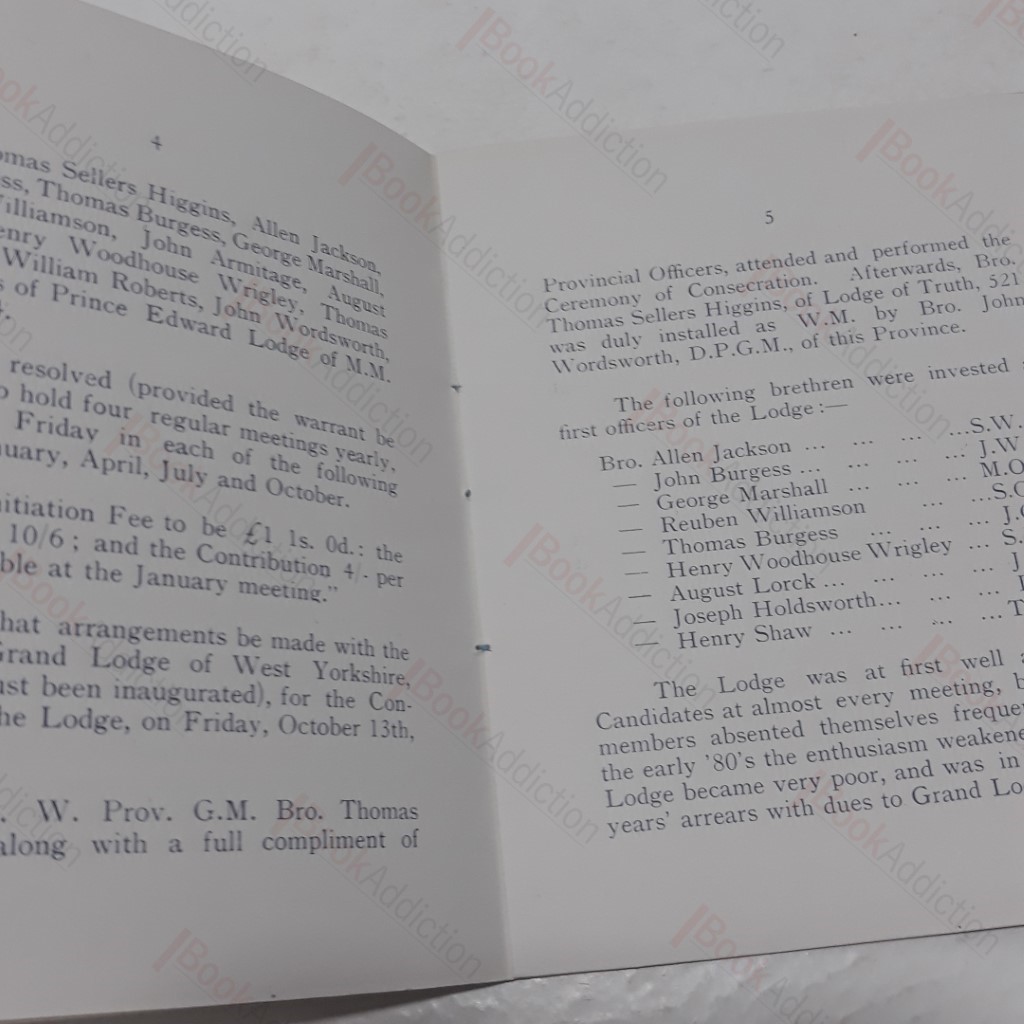 4
omas Sellers Higgins, Allen Jackson,
ss, Thomas Burgess, George Marshall,
illiamson, John Armitage, August
enry Woodhouse Wrigley, Thomas
William Roberts, John Wordsworth,
s of Prince Edward Lodge of M.M.
resolved (provided the warrant be
o hold four regular meetings yearly,
Friday in each of the following
uary, April, July and October.
nitiation Fee to be £1 1s. 0d.: the
10/6; and the Contribution 4/- per
ble at the January meeting."
hat arrangements be made with the
Grand Lodge of West Yorkshire,
ust been inaugurated), for the Con-
he Lodge, on Friday, October 13th,
. W. Prov. G.M. Bro. Thomas
along with a full compliment of
5
Provincial Officers, attended and performed the
Ceremony of Consecration. Afterwards, Bro.
Thomas Sellers Higgins, of Lodge of Truth, 521
was duly installed as W.M. by Bro. John
Wordsworth, D.P.G.M., of this Province.
The following brethren were invested
first officers of the Lodge:—
Bro. Allen Jackson ... ... ... ...S.W.
— John Burgess ... ... ... ... J.W
— George Marshall ... ... ... M.O
— Reuben Williamson ... ...S.O
— Thomas Burgess ... ... ... J.O
— Henry Woodhouse Wrigley ... S.
— August Lorck ... ... ... ... J.
— Joseph Holdsworth... ... ...
— Henry Shaw ... ... ... ...T
The Lodge was at first well a
Candidates at almost every meeting, b
members absented themselves freque
the early '80's the enthusiasm weakene
Lodge became very poor, and was in
years' arrears with dues to Grand Lo
BookAddiction